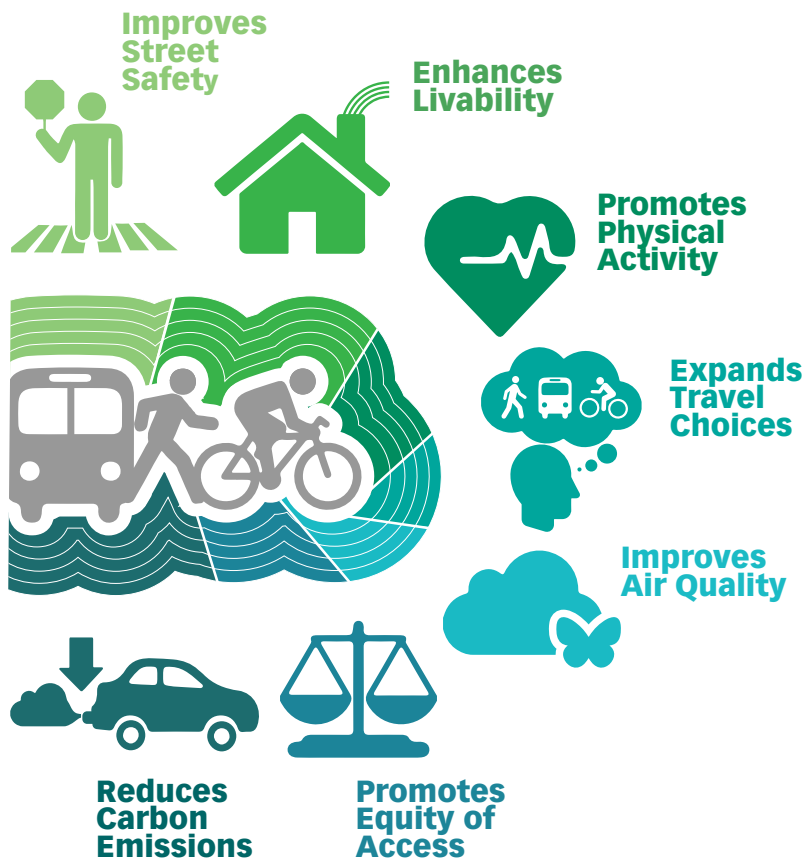 Improves
Street
Safety
Enhances
Livability
Promotes
Physical
Activity
Expands
Travel
Choices
Improves
Air Quality
Reduces
Carbon
Emissions
Promotes
Equity of
Access